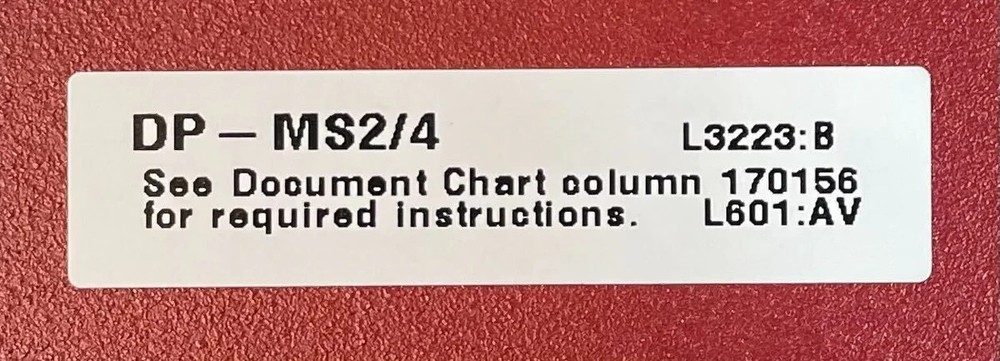 DP – MS2/4 L3223:B
See Document Chart column 170156
for required instructions. L601:AV